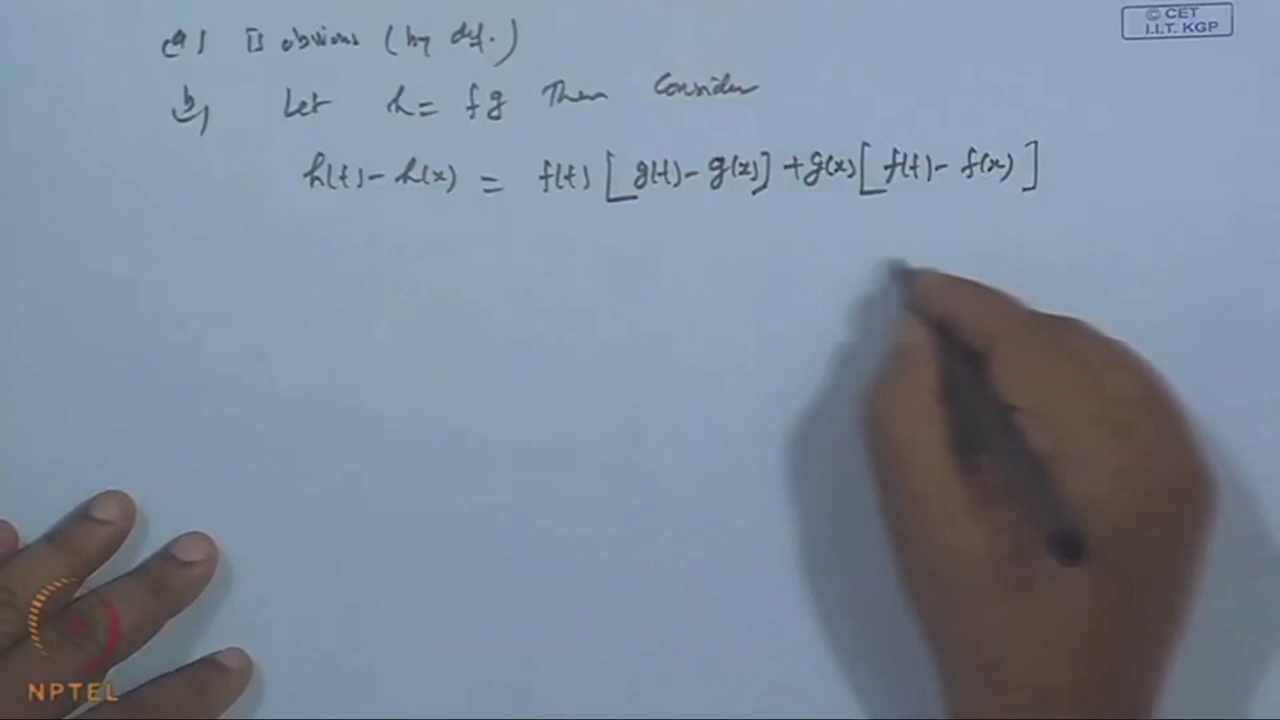 © CET
I.I.T. KGP
(a) Is obvious (by def.)
b) Let h = fg Then Consider
h(t) - h(x) = f(t) [g(t) - g(x)] + g(x) [f(t) - f(x)]
NPTEL